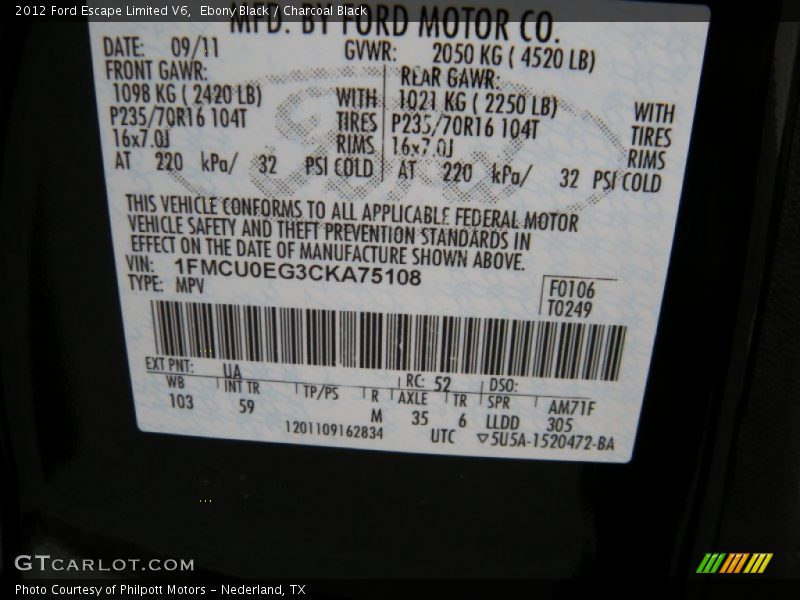 2012 Ford Escape Limited V6, Ebony Black / Charcoal Black
MFD. BY FORD MOTOR CO.
DATE: 09/11 GVWR: 2050 KG ( 4520 LB)
FRONT GAWR: REAR GAWR:
1098 KG ( 2420 LB) WITH 1021 KG ( 2250 LB) WITH
P235/70R16 104T TIRES P235/70R16 104T TIRES
16x7.0J RIMS 16x7.0J RIMS
AT 220 kPa/ 32 PSI COLD AT 220 kPa/ 32 PSI COLD
Ford
THIS VEHICLE CONFORMS TO ALL APPLICABLE FEDERAL MOTOR
VEHICLE SAFETY AND THEFT PREVENTION STANDARDS IN
EFFECT ON THE DATE OF MANUFACTURE SHOWN ABOVE.
VIN: 1FMCU0EG3CKA75108
TYPE: MPV
F0106
T0249
EXT PNT: UA RC: 52 DSO:
WB INT TR TP/PS R AXLE TR SPR AM71F
103 59 M 35 6 LLDD 305
1201109162834 UTC ▽5U5A-1520472-BA
GTCARLOT.COM
Photo Courtesy of Philpott Motors - Nederland, TX